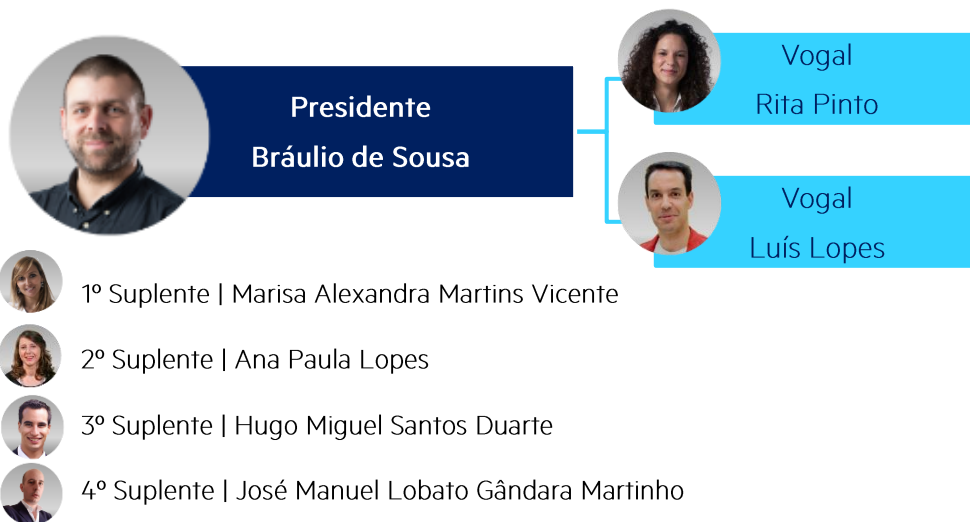 Presidente
Bráulio de Sousa
Vogal
Rita Pinto
Vogal
Luís Lopes
1º Suplente | Marisa Alexandra Martins Vicente
2º Suplente | Ana Paula Lopes
3º Suplente | Hugo Miguel Santos Duarte
4º Suplente | José Manuel Lobato Gândara Martinho